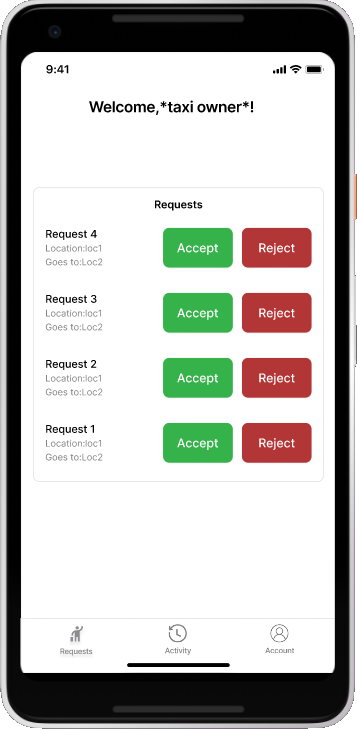 9:41
Welcome,*taxi owner*!
Requests
Request 4
Location:loc1
Goes to:Loc2
Accept
Reject
Request 3
Location:loc1
Goes to:Loc2
Accept
Reject
Request 2
Location:loc1
Goes to:Loc2
Accept
Reject
Request 1
Location:loc1
Goes to:Loc2
Accept
Reject
Requests
Activity
Account